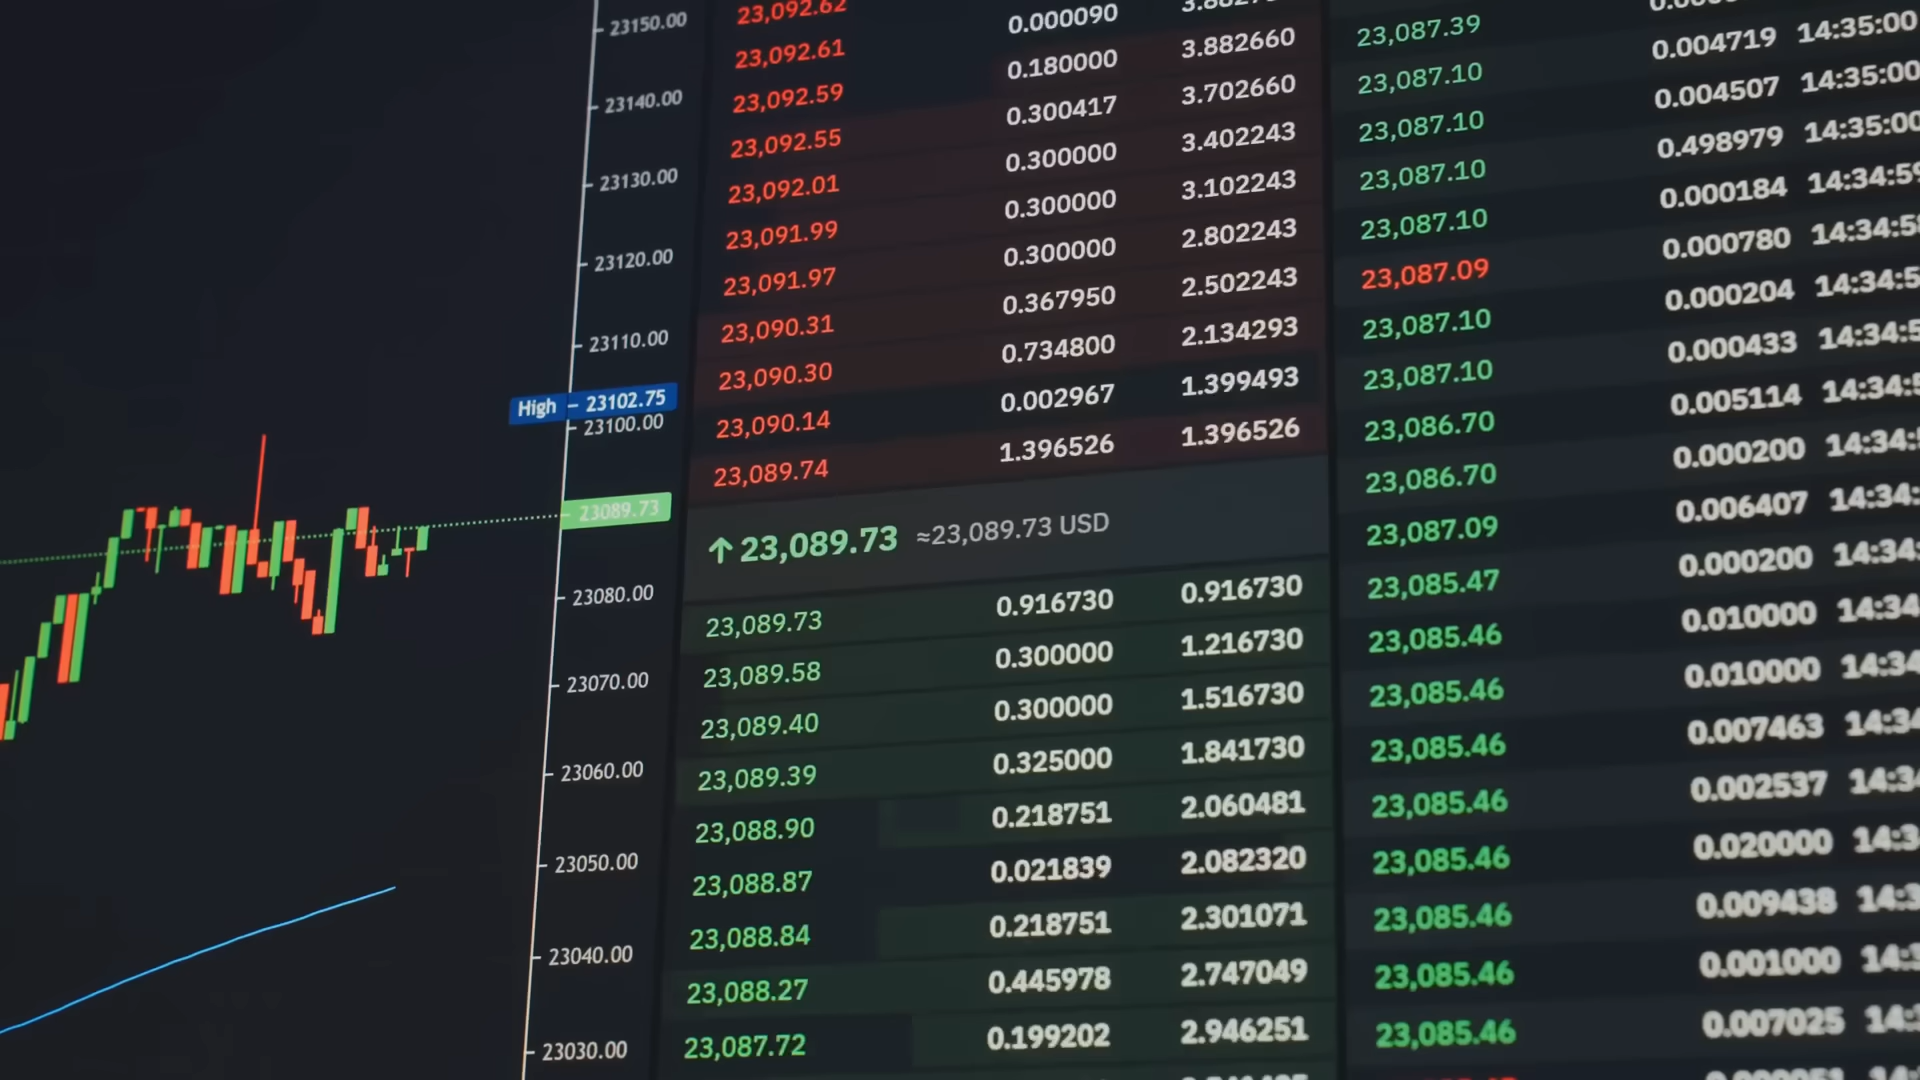 23150.00
23140.00
23130.00
23120.00
23110.00
High 23102.75
23100.00
23089.73
23080.00
23070.00
23060.00
23050.00
23040.00
23030.00
23,092.62 0.000090
23,092.61 0.180000 3.882660
23,092.59 0.300417 3.702660
23,092.55 0.300000 3.402243
23,092.01 0.300000 3.102243
23,091.99 0.300000 2.802243
23,091.97 0.367950 2.502243
23,090.31 0.734800 2.134293
23,090.30 0.002967 1.399493
23,090.14 1.396526 1.396526
23,089.74
↑23,089.73 ≈23,089.73 USD
23,089.73 0.916730 0.916730
23,089.58 0.300000 1.216730
23,089.40 0.300000 1.516730
23,089.39 0.325000 1.841730
23,088.90 0.218751 2.060481
23,088.87 0.021839 2.082320
23,088.84 0.218751 2.301071
23,088.27 0.445978 2.747049
23,087.72 0.199202 2.946251
23,087.39 0.004719 14:35:00
23,087.10 0.004507 14:35:00
23,087.10 0.498979 14:35:00
23,087.10 0.000184 14:34:59
23,087.10 0.000780 14:34:58
23,087.09 0.000204 14:34:5
23,087.10 0.000433 14:34:5
23,087.10 0.005114 14:34:5
23,086.70 0.000200 14:34:
23,086.70 0.006407 14:34:
23,087.09 0.000200 14:34:
23,085.47 0.010000 14:34
23,085.46 0.010000 14:34
23,085.46 0.007463 14:34
23,085.46 0.002537 14:34
23,085.46 0.020000 14:3
23,085.46 0.009438 14:3
23,085.46 0.001000 14:3
23,085.46 0.007025 14:
23,085.46